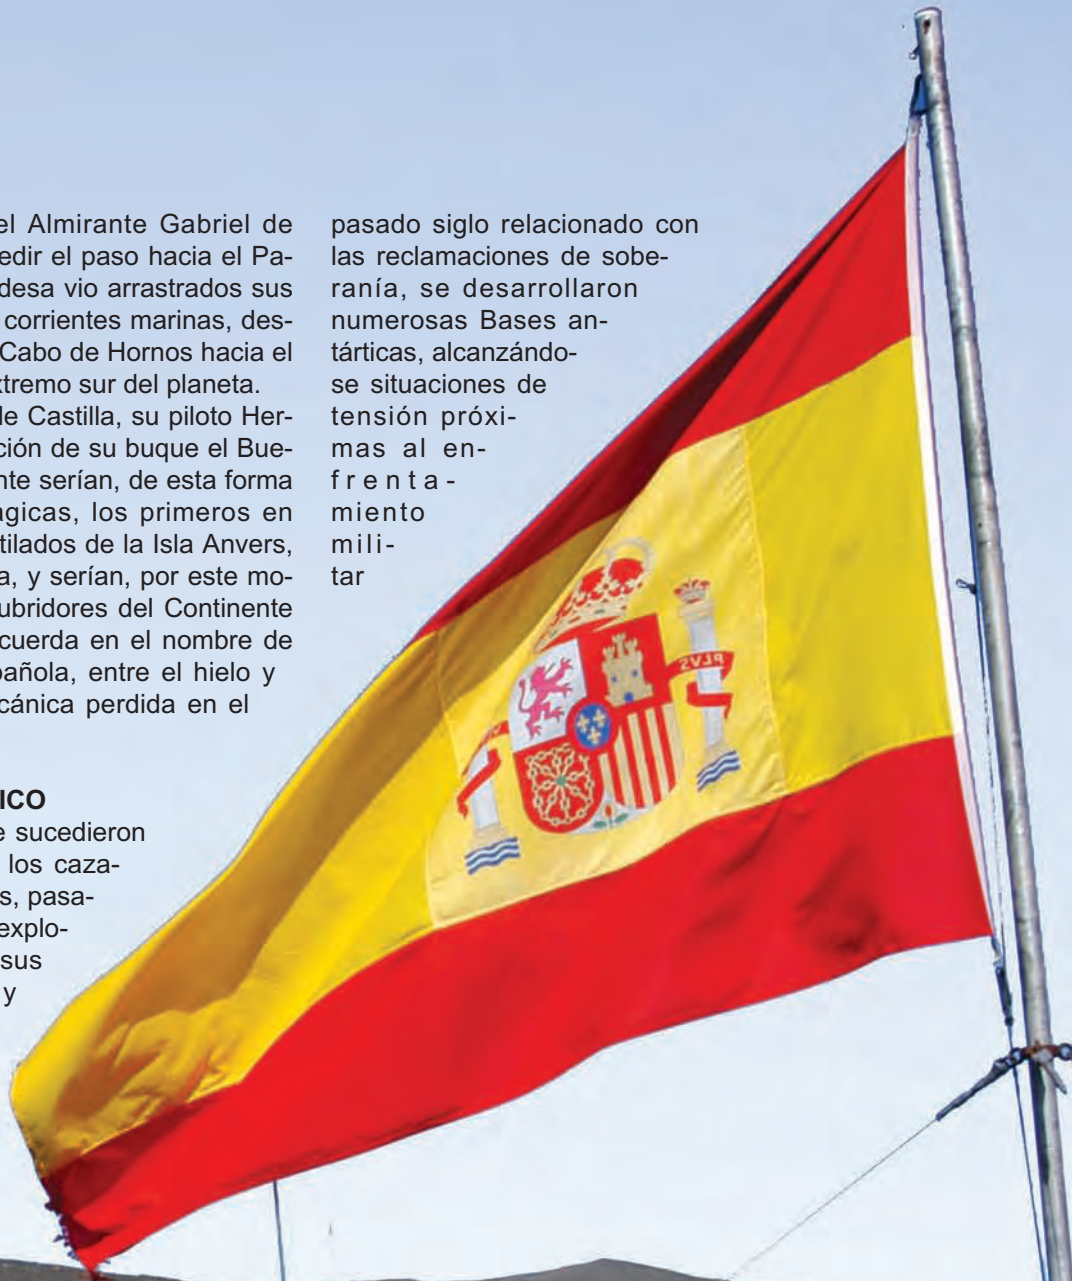 el Almirante Gabriel de
edir el paso hacia el Pa-
desa vio arrastrados sus
corrientes marinas, des-
Cabo de Hornos hacia el
xtremo sur del planeta.
de Castilla, su piloto Her-
ción de su buque el Bue-
nte serían, de esta forma
ágicas, los primeros en
tilados de la Isla Anvers,
a, y serían, por este mo-
ubridores del Continente
cuerda en el nombre de
pañola, entre el hielo y
cánica perdida en el
ICO
e sucedieron
los caza-
s, pasa-
explo-
sus
y
pasado siglo relacionado con
las reclamaciones de sobe-
ranía, se desarrollaron
numerosas Bases an-
tárticas, alcanzándo-
se situaciones de
tensión próxi-
mas al en-
frenta-
miento
mili-
tar
PLVS